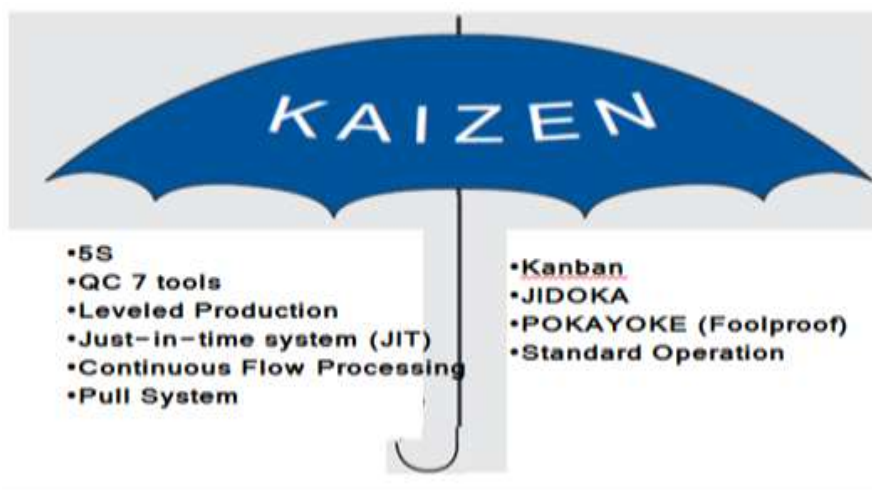 KAIZEN
•5S
•QC 7 tools
•Leveled Production
•Just-in-time system (JIT)
•Continuous Flow Processing
•Pull System
•Kanban
•JIDOKA
•POKAYOKE (Foolproof)
•Standard Operation